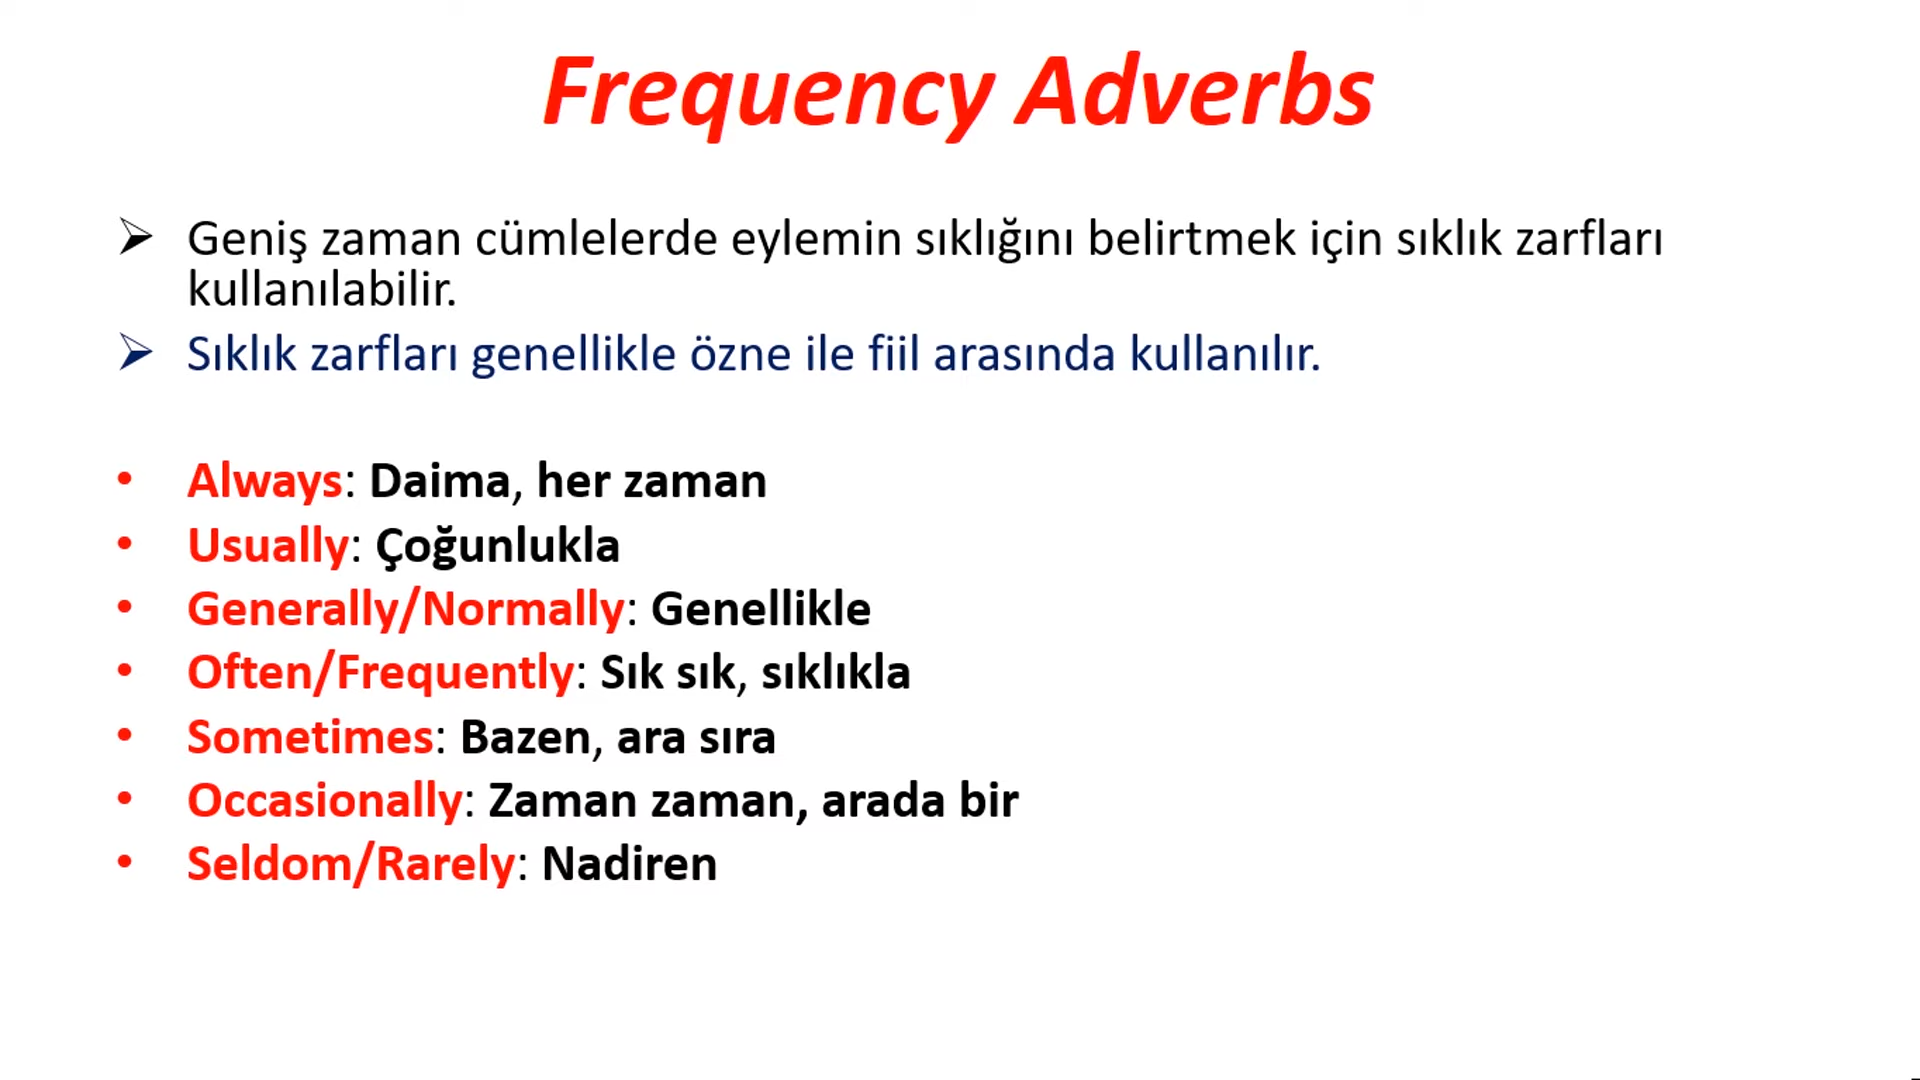 Frequency Adverbs
➢ Geniş zaman cümlelerde eylemin sıklığını belirtmek için sıklık zarfları
kullanılabilir.
➢ Sıklık zarfları genellikle özne ile fiil arasında kullanılır.
• Always: Daima, her zaman
• Usually: Çoğunlukla
• Generally/Normally: Genellikle
• Often/Frequently: Sık sık, sıklıkla
• Sometimes: Bazen, ara sıra
• Occasionally: Zaman zaman, arada bir
• Seldom/Rarely: Nadiren